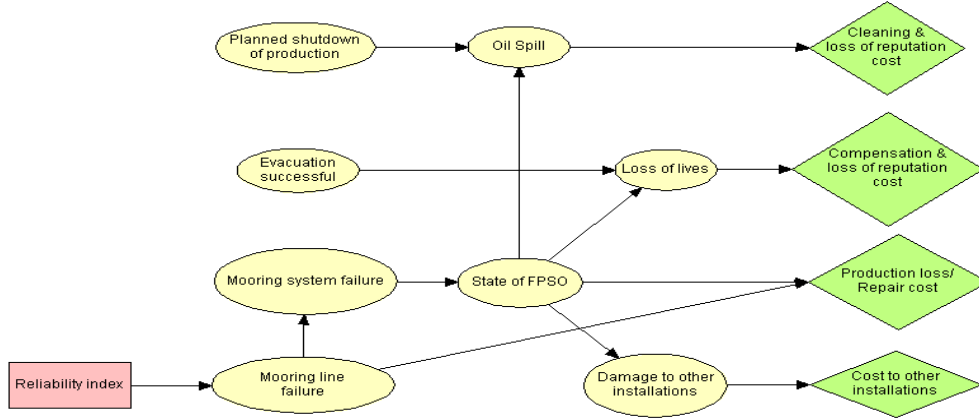 Planned shutdown
of production
Oil Spill
Cleaning &
loss of reputation
cost
Evacuation
successful
Loss of lives
Compensation &
loss of reputation
cost
Mooring system failure
State of FPSO
Production loss/
Repair cost
Reliability index
Mooring line
failure
Damage to other
installations
Cost to other
installations